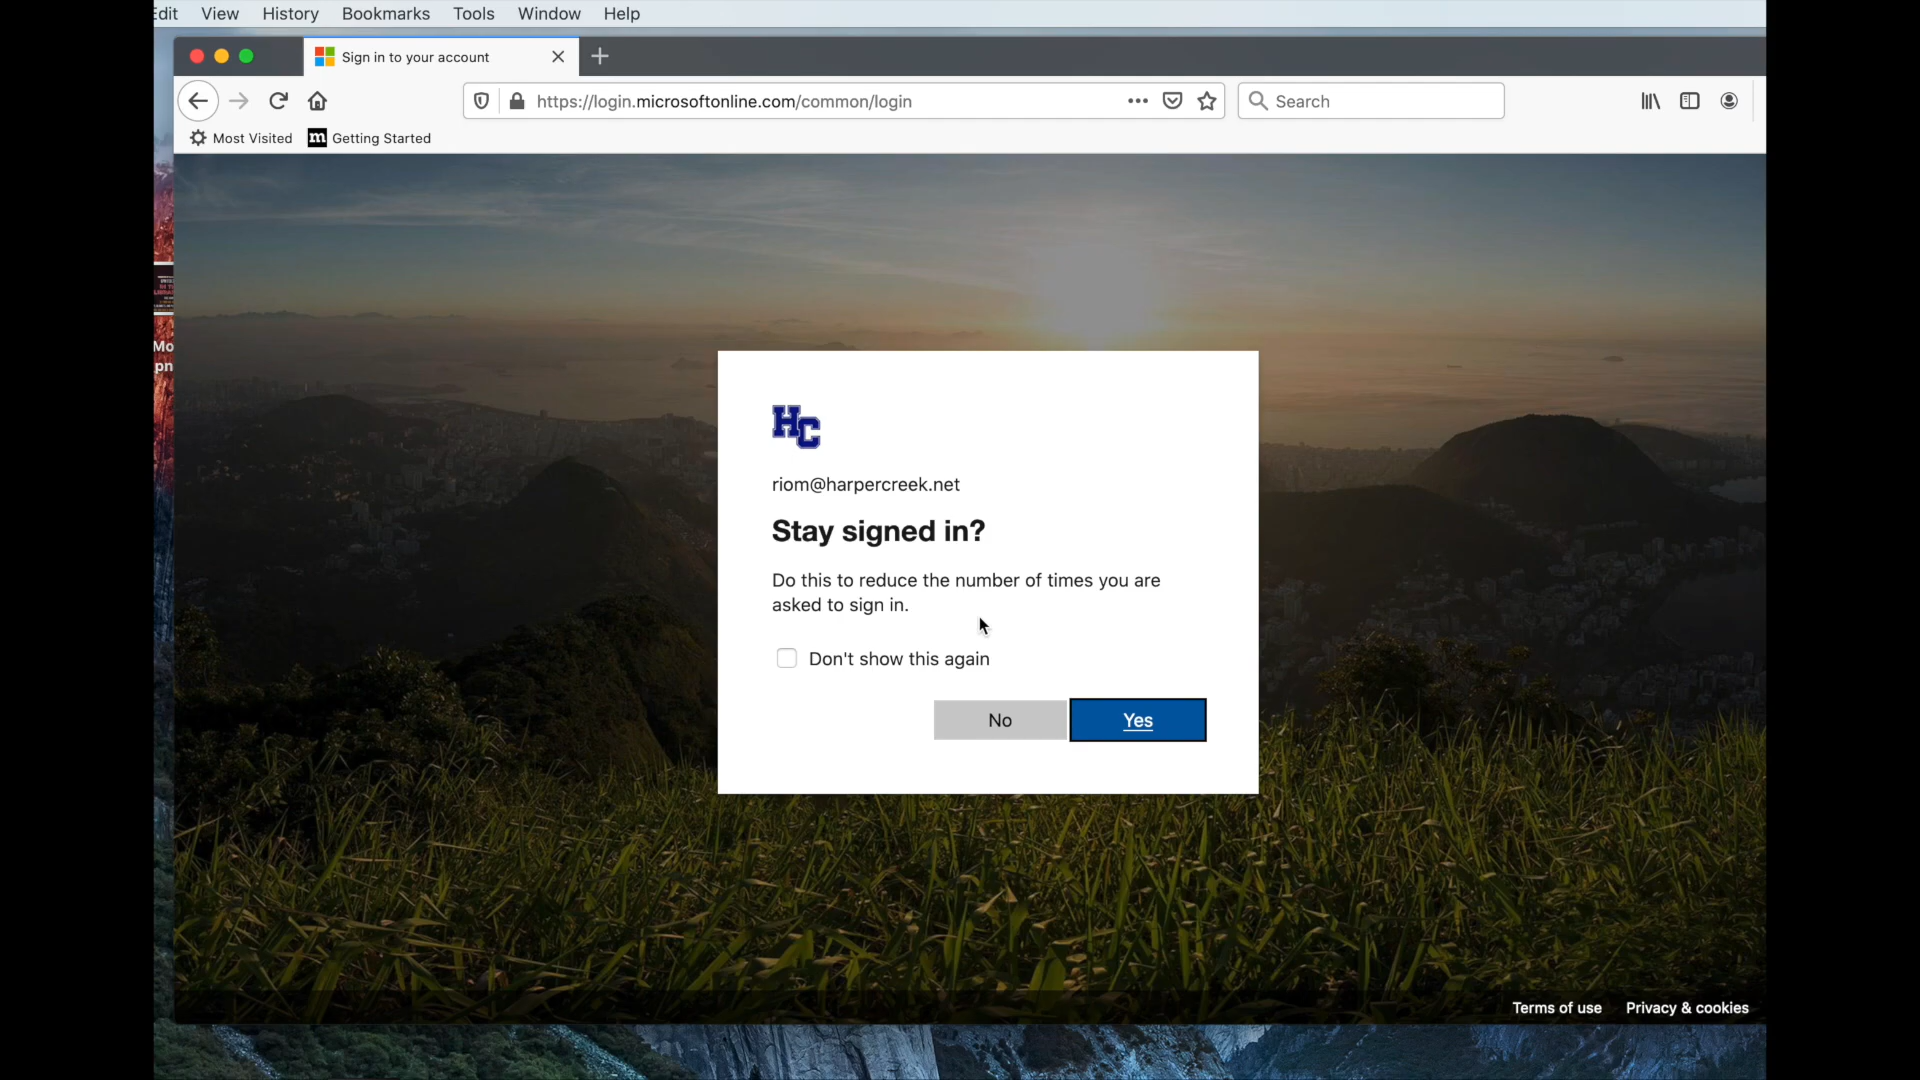 Edit View History Bookmarks Tools Window Help
Sign in to your account
https://login.microsoftonline.com/common/login
Search
Most Visited
m Getting Started
Mo
pn
HC
riom@harpercreek.net
Stay signed in?
Do this to reduce the number of times you are
asked to sign in.
Don't show this again
No Yes
Terms of use Privacy & cookies